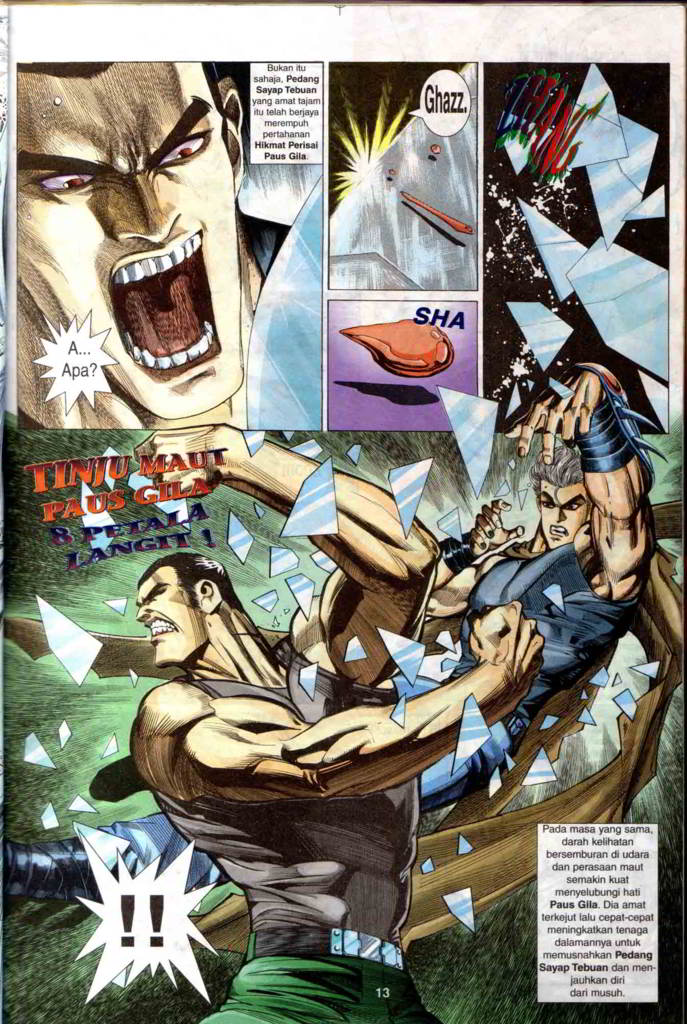 Bukan itu
sahaja, Pedang
Sayap Tebuan
yang amat tajam
itu telah berjaya
merempuh
pertahanan
Hikmat Perisai
Paus Gila.
A...
Apa?
Ghazz.
SHA
ZHANG
TINJU MAUT
PAUS GILA
8 PETALA
LANGIT !
!!
Pada masa yang sama,
darah kelihatan
bersemburan di udara
dan perasaan maut
semakin kuat
menyelubungi hati
Paus Gila. Dia amat
terkejut lalu cepat-cepat
meningkatkan tenaga
dalamannya untuk
memusnahkan Pedang
Sayap Tebuan dan men-
jauhkan diri
dari musuh.
13